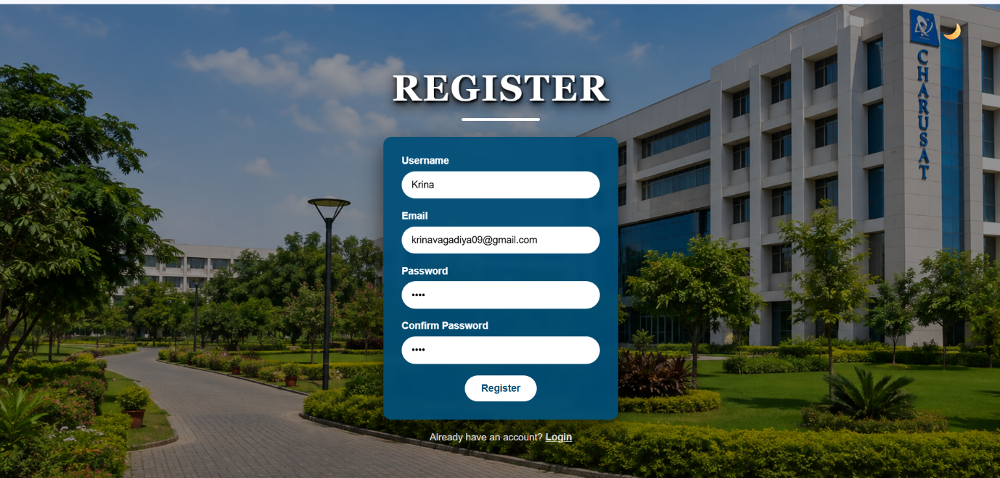 CHARUSAT
REGISTER
Username
Krina
Email
krinavagadiya09@gmail.com
Password
••••
Confirm Password
••••
Register
Already have an account? Login